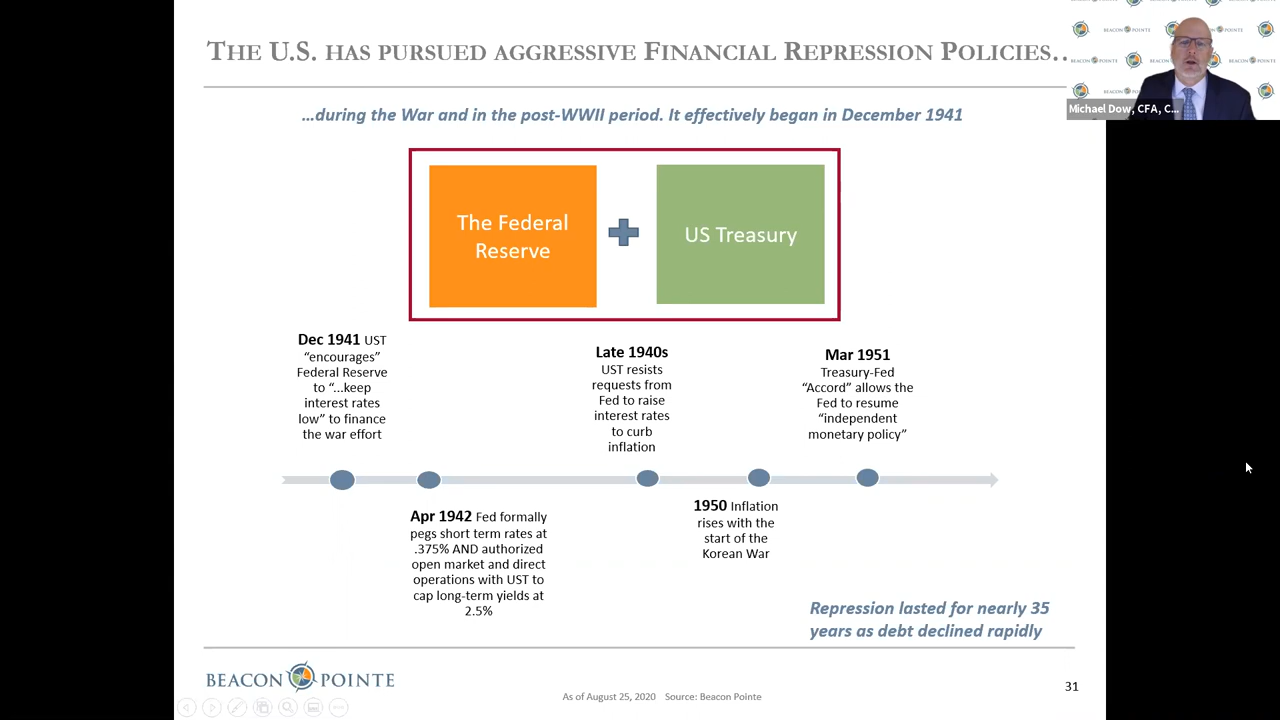 THE U.S. HAS PURSUED AGGRESSIVE FINANCIAL REPRESSION POLICIES..
…during the War and in the post-WWII period. It effectively began in December 1941
The Federal
Reserve
US Treasury
Dec 1941 UST
“encourages”
Federal Reserve
to “…keep
interest rates
low” to finance
the war effort
Late 1940s
UST resists
requests from
Fed to raise
interest rates
to curb
inflation
Mar 1951
Treasury-Fed
“Accord” allows the
Fed to resume
“independent
monetary policy”
Apr 1942 Fed formally
pegs short term rates at
.375% AND authorized
open market and direct
operations with UST to
cap long-term yields at
2.5%
1950 Inflation
rises with the
start of the
Korean War
Repression lasted for nearly 35
years as debt declined rapidly
BEACON POINTE
As of August 25, 2020 Source: Beacon Pointe
31
BEACON POINTE
Michael Dow, CFA, C...